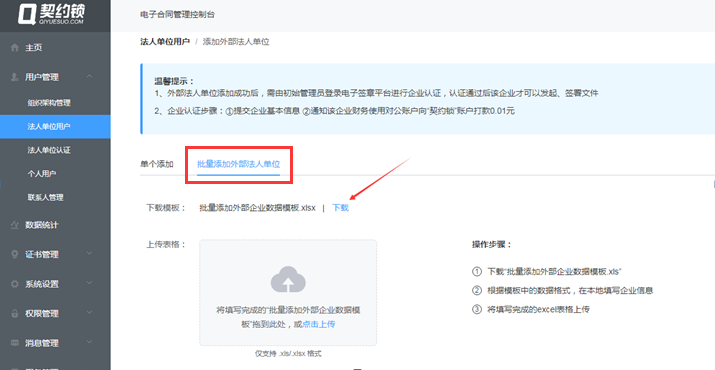 契约锁
QIYUESUO.COM
电子合同管理控制台
主页
用户管理
组织架构管理
法人单位用户
法人单位认证
个人用户
联系人管理
数据统计
证书管理
系统设置
权限管理
消息管理
法人单位用户 / 添加外部法人单位
温馨提示：
1、外部法人单位添加成功后，需由初始管理员登录电子签章平台进行企业认证，认证通过后该企业才可以发起、签署文件
2、企业认证步骤：①提交企业基本信息 ②通知该企业财务使用对公账户向“契约锁”账户打款0.01元
单个添加 批量添加外部法人单位
下载模板： 批量添加外部企业数据模板.xlsx | 下载
上传表格：
将填写完成的“批量添加外部企业数据模
板”拖到此处，或点击上传
仅支持 .xls/.xlsx 格式
操作步骤：
① 下载“批量添加外部企业数据模板.xls”
② 根据模板中的数据格式，在本地填写企业信息
③ 将填写完成的excel表格上传